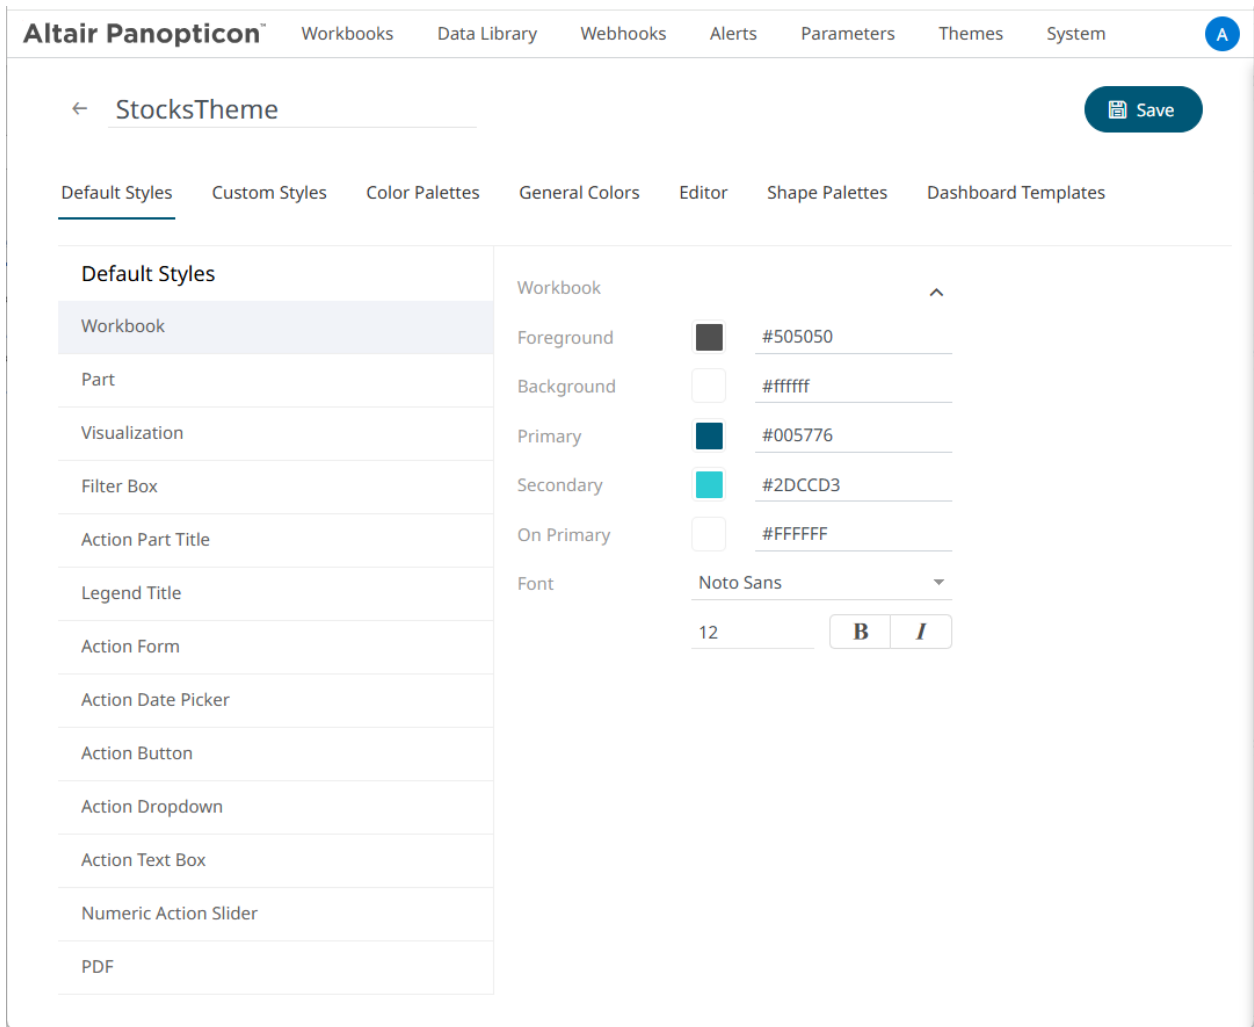 Altair Panopticon™ Workbooks Data Library Webhooks Alerts Parameters Themes System A
← StocksTheme Save
Default Styles Custom Styles Color Palettes General Colors Editor Shape Palettes Dashboard Templates
Default Styles
Workbook
Part
Visualization
Filter Box
Action Part Title
Legend Title
Action Form
Action Date Picker
Action Button
Action Dropdown
Action Text Box
Numeric Action Slider
PDF
Workbook
Foreground #505050
Background #ffffff
Primary #005776
Secondary #2DCCD3
On Primary #FFFFFF
Font Noto Sans
12 B I